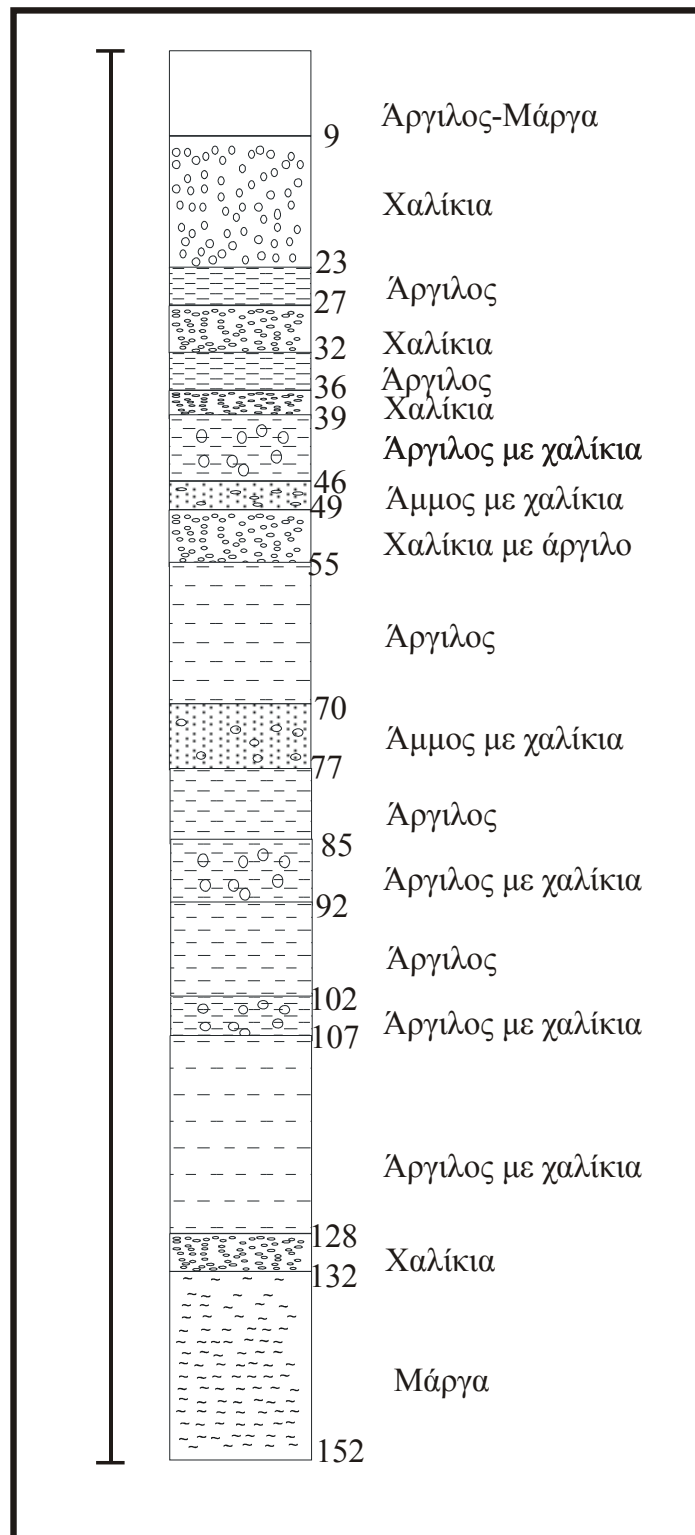 Άργιλος-Μάργα
9
Χαλίκια
23
Άργιλος
27
Χαλίκια
32
Άργιλος
36
Χαλίκια
39
Άργιλος με χαλίκια
46
Άμμος με χαλίκια
49
Χαλίκια με άργιλο
55
Άργιλος
70
Άμμος με χαλίκια
77
Άργιλος
85
Άργιλος με χαλίκια
92
Άργιλος
102
Άργιλος με χαλίκια
107
Άργιλος με χαλίκια
128
Χαλίκια
132
Μάργα
152